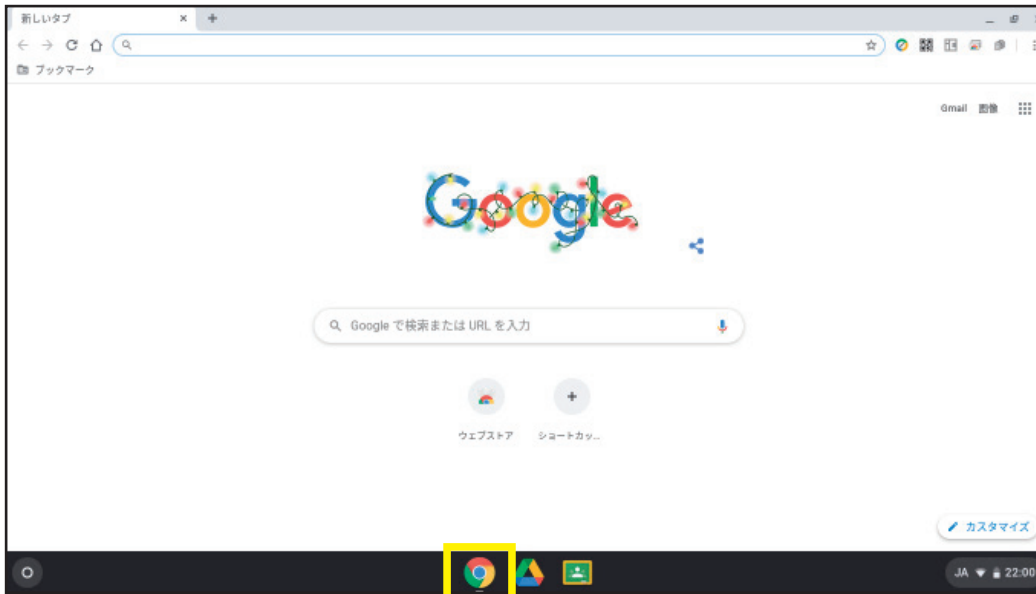 新しいタブ
ブックマーク
Gmail 画像
Google
Google で検索または URL を入力
ウェブストア ショートカッ...
カスタマイズ
JA 22:00